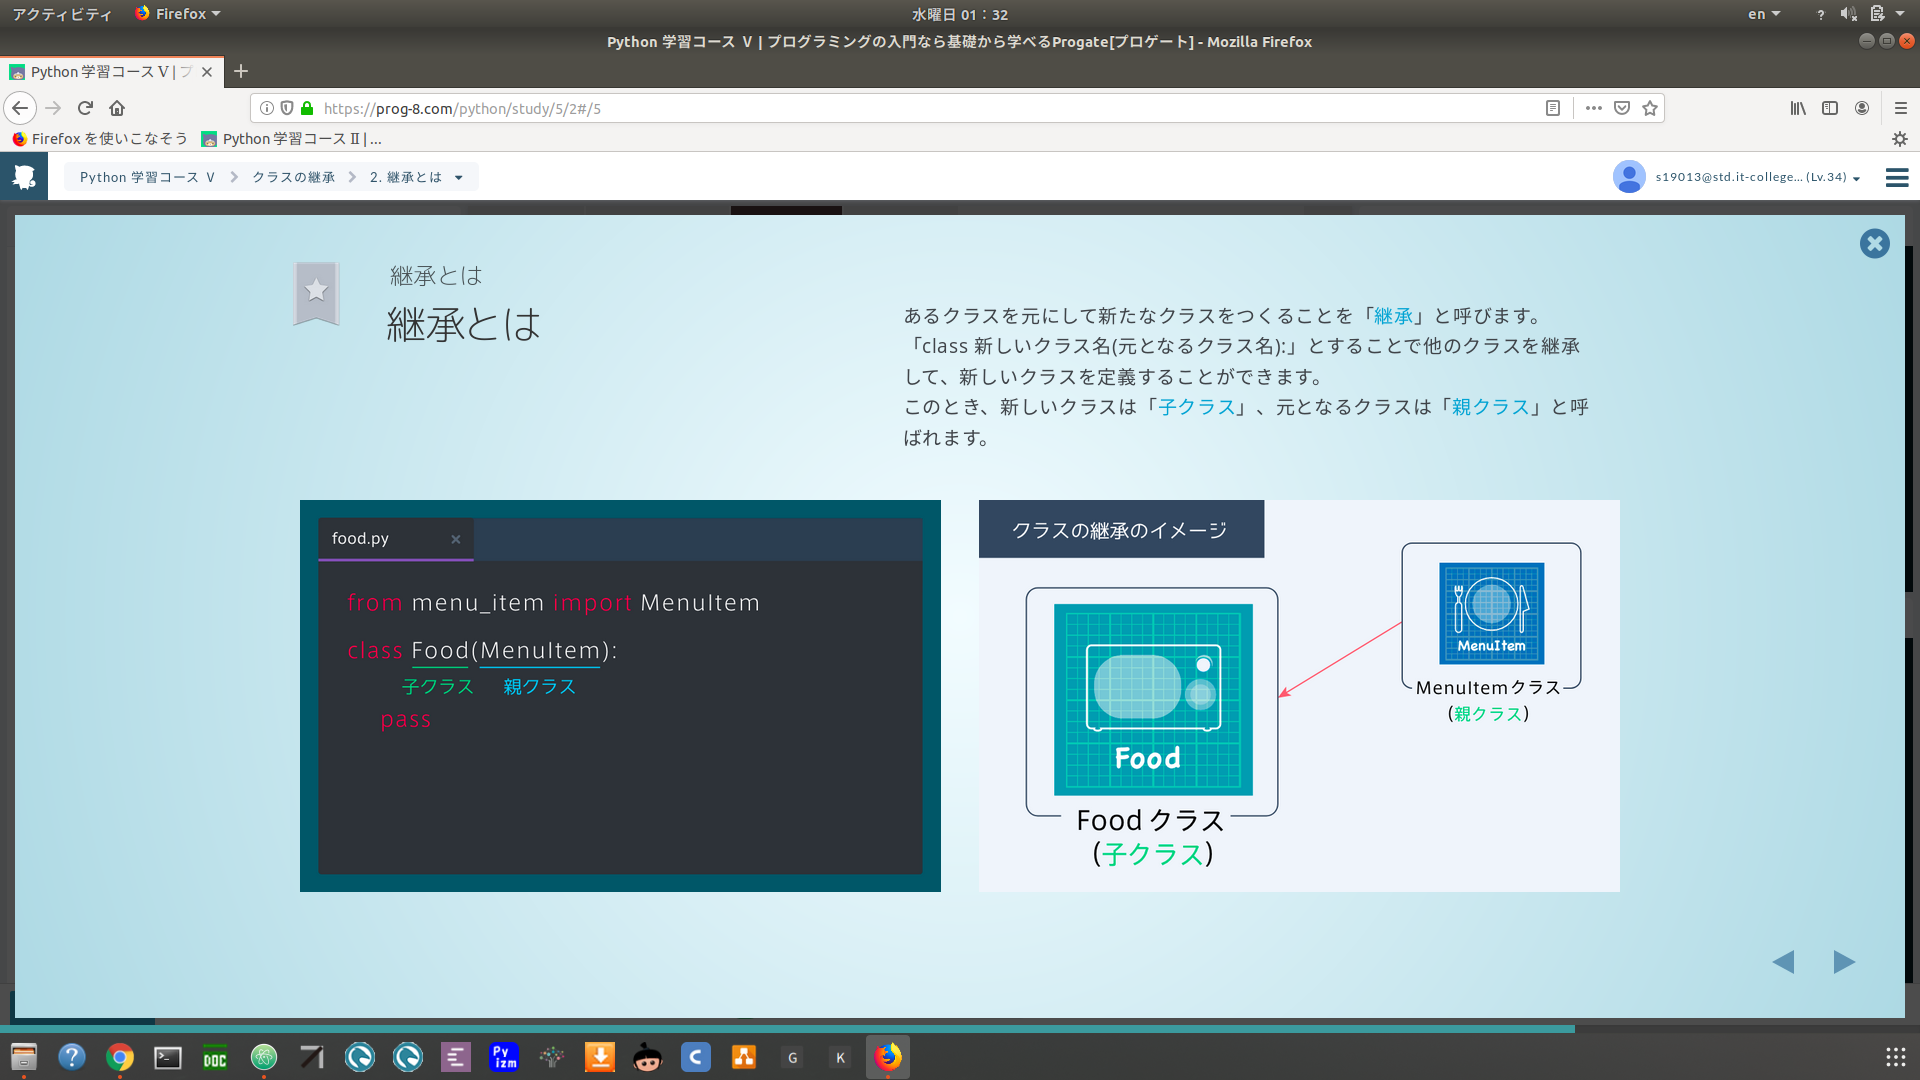 アクティビティ
Firefox
水曜日 01：32
en
Python 学習コース Ⅴ | プログラミングの入門なら基礎から学べるProgate[プロゲート] - Mozilla Firefox
Python 学習コース Ⅴ | プ
https://prog-8.com/python/study/5/2#/5
Firefox を使いこなそう
Python 学習コース Ⅱ | ...
Python 学習コース Ⅴ
クラスの継承
2. 継承とは
s19013@std.it-college... (Lv.34)
継承とは
継承とは
あるクラスを元にして新たなクラスをつくることを「継承」と呼びます。
「class 新しいクラス名(元となるクラス名):」とすることで他のクラスを継承
して、新しいクラスを定義することができます。
このとき、新しいクラスは「子クラス」、元となるクラスは「親クラス」と呼
ばれます。
food.py
from menu_item import MenuItem
class Food(MenuItem):
子クラス 親クラス
pass
クラスの継承のイメージ
MenuItem
MenuItem クラス
(親クラス)
Food
Food クラス
(子クラス)
DOC
Py
izm
C
G
K